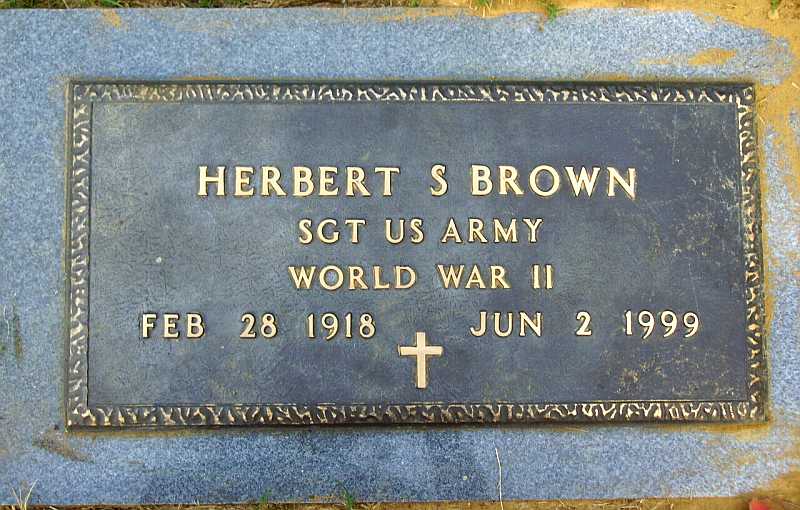 HERBERT S BROWN
SGT US ARMY
WORLD WAR II
FEB 28 1918 JUN 2 1999